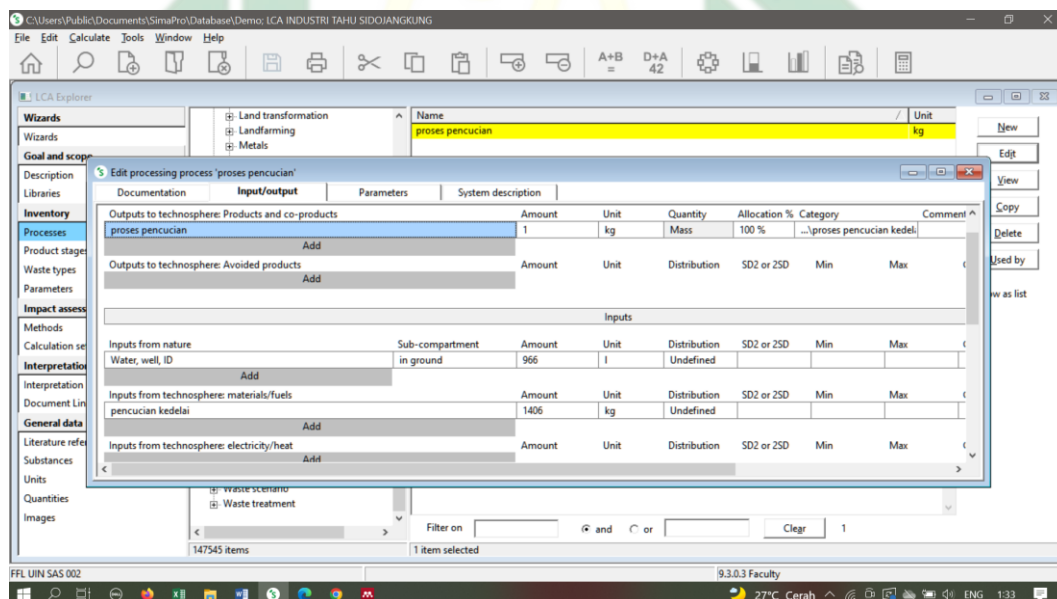 C:\Users\Public\Documents\SimaPro\Database\Demo; LCA INDUSTRI TAHU SIDOJANGKUNG
File Edit Calculate Tools Window Help
A+B =
D+A 42
LCA Explorer
Wizards
Wizards
Goal and scope
Description
Libraries
Inventory
Processes
Product stages
Waste types
Parameters
Impact assess
Methods
Calculation se
Interpretation
Interpretation
Document Lin
General data
Literature refe
Substances
Units
Quantities
Images
Land transformation
Landfarming
Metals
Name / Unit
proses pencucian kg
New
Edit
View
Copy
Delete
Used by
ow as list
Edit processing process 'proses pencucian'
Documentation Input/output Parameters System description
Outputs to technosphere: Products and co-products Amount Unit Quantity Allocation % Category Comment
proses pencucian 1 kg Mass 100 % ...\proses pencucian kedel
Add
Outputs to technosphere: Avoided products Amount Unit Distribution SD2 or 2SD Min Max
Add
Inputs
Inputs from nature Sub-compartment Amount Unit Distribution SD2 or 2SD Min Max
Water, well, ID in ground 966 l Undefined
Add
Inputs from technosphere: materials/fuels Amount Unit Distribution SD2 or 2SD Min Max
pencucian kedelai 1406 kg Undefined
Add
Inputs from technosphere: electricity/heat Amount Unit Distribution SD2 or 2SD Min Max
Add
Waste scenario
Waste treatment
Filter on and or Clear 1
147545 items 1 item selected
FFL UIN SAS 002 9.3.0.3 Faculty
27°C Cerah ENG 1:33